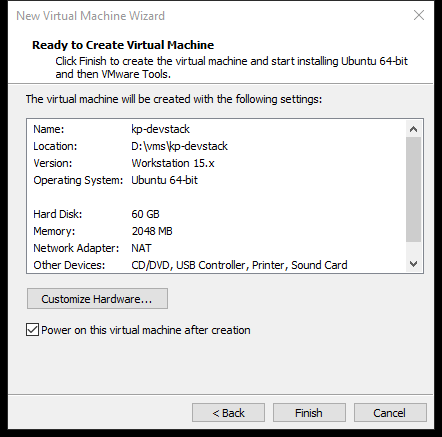 New Virtual Machine Wizard
Ready to Create Virtual Machine
Click Finish to create the virtual machine and start installing Ubuntu 64-bit
and then VMware Tools.
The virtual machine will be created with the following settings:
Name: kp-devstack
Location: D:\vms\kp-devstack
Version: Workstation 15.x
Operating System: Ubuntu 64-bit
Hard Disk: 60 GB
Memory: 2048 MB
Network Adapter: NAT
Other Devices: CD/DVD, USB Controller, Printer, Sound Card
Customize Hardware...
Power on this virtual machine after creation
< Back Finish Cancel